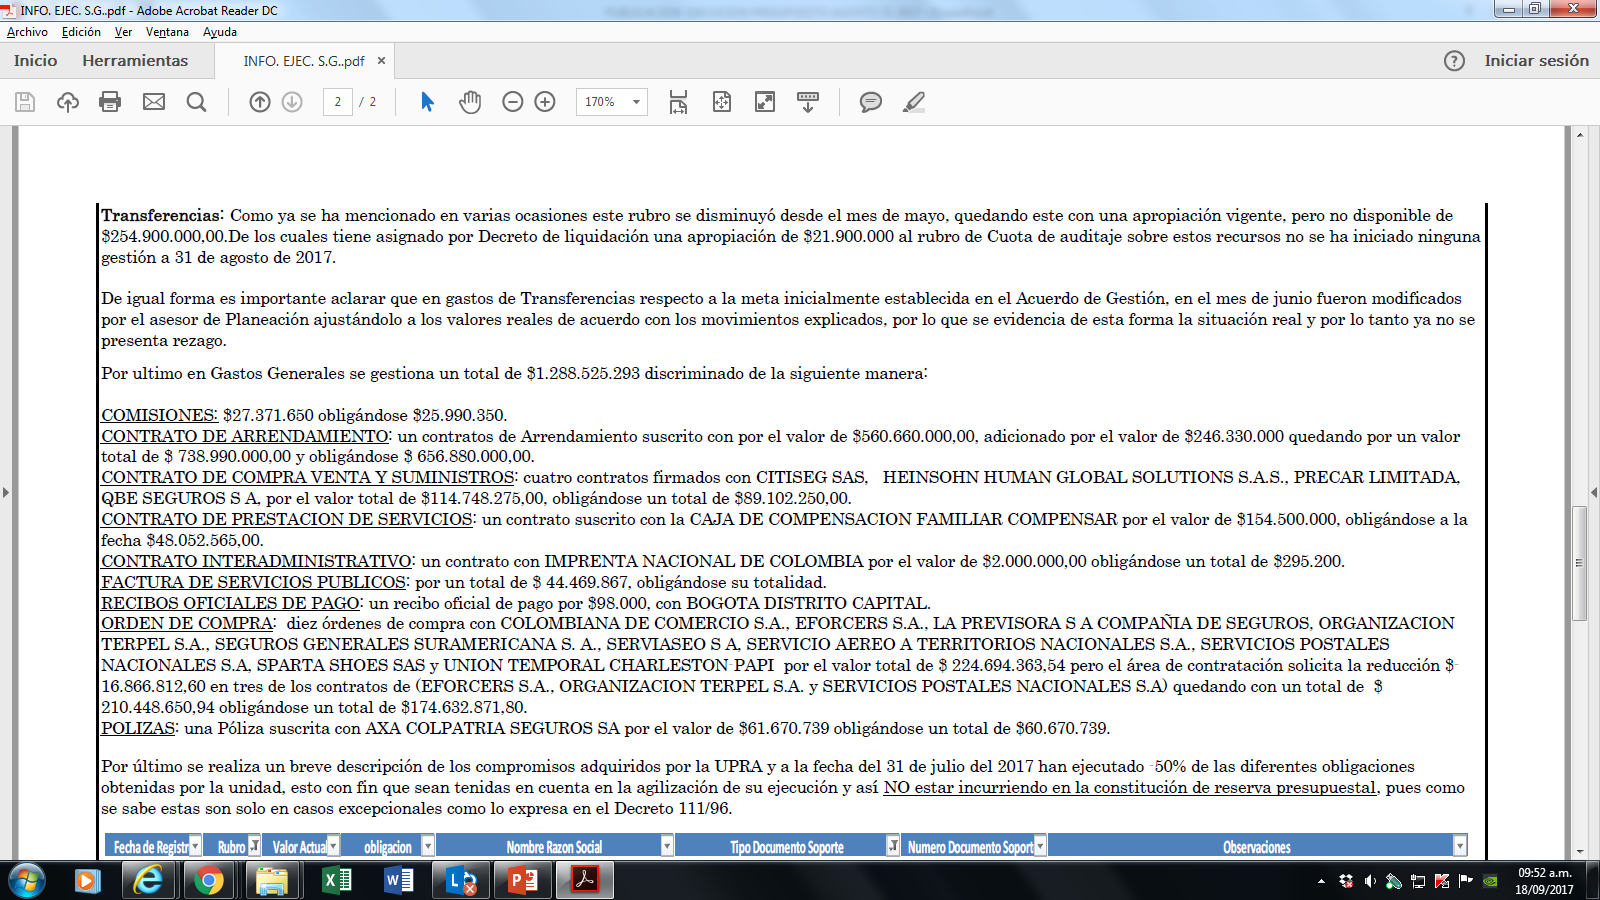 INFO. EJEC. S.G..pdf - Adobe Acrobat Reader DC
Archivo Edición Ver Ventana Ayuda
Inicio Herramientas INFO. EJEC. S.G..pdf × ? Iniciar sesión
2 / 2 170%
Transferencias: Como ya se ha mencionado en varias ocasiones este rubro se disminuyó desde el mes de mayo, quedando este con una apropiación vigente, pero no disponible de
$254.900.000,00.De los cuales tiene asignado por Decreto de liquidación una apropiación de $21.900.000 al rubro de Cuota de auditaje sobre estos recursos no se ha iniciado ninguna
gestión a 31 de agosto de 2017.
De igual forma es importante aclarar que en gastos de Transferencias respecto a la meta inicialmente establecida en el Acuerdo de Gestión, en el mes de junio fueron modificados
por el asesor de Planeación ajustándolo a los valores reales de acuerdo con los movimientos explicados, por lo que se evidencia de esta forma la situación real y por lo tanto ya no se
presenta rezago.
Por ultimo en Gastos Generales se gestiona un total de $1.288.525.293 discriminado de la siguiente manera:
COMISIONES: $27.371.650 obligándose $25.990.350.
CONTRATO DE ARRENDAMIENTO: un contratos de Arrendamiento suscrito con por el valor de $560.660.000,00, adicionado por el valor de $246.330.000 quedando por un valor
total de $ 738.990.000,00 y obligándose $ 656.880.000,00.
CONTRATO DE COMPRA VENTA Y SUMINISTROS: cuatro contratos firmados con CITISEG SAS, HEINSOHN HUMAN GLOBAL SOLUTIONS S.A.S., PRECAR LIMITADA,
QBE SEGUROS S A, por el valor total de $114.748.275,00, obligándose un total de $89.102.250,00.
CONTRATO DE PRESTACION DE SERVICIOS: un contrato suscrito con la CAJA DE COMPENSACION FAMILIAR COMPENSAR por el valor de $154.500.000, obligándose a la
fecha $48.052.565,00.
CONTRATO INTERADMINISTRATIVO: un contrato con IMPRENTA NACIONAL DE COLOMBIA por el valor de $2.000.000,00 obligándose un total de $295.200.
FACTURA DE SERVICIOS PUBLICOS: por un total de $ 44.469.867, obligándose su totalidad.
RECIBOS OFICIALES DE PAGO: un recibo oficial de pago por $98.000, con BOGOTA DISTRITO CAPITAL.
ORDEN DE COMPRA: diez órdenes de compra con COLOMBIANA DE COMERCIO S.A., EFORCERS S.A., LA PREVISORA S A COMPAÑIA DE SEGUROS, ORGANIZACION
TERPEL S.A., SEGUROS GENERALES SURAMERICANA S. A., SERVIASEO S A, SERVICIO AEREO A TERRITORIOS NACIONALES S.A., SERVICIOS POSTALES
NACIONALES S.A, SPARTA SHOES SAS y UNION TEMPORAL CHARLESTON-PAPI por el valor total de $ 224.694.363,54 pero el área de contratación solicita la reducción $-
16.866.812,60 en tres de los contratos de (EFORCERS S.A., ORGANIZACION TERPEL S.A. y SERVICIOS POSTALES NACIONALES S.A) quedando con un total de $
210.448.650,94 obligándose un total de $174.632.871,80.
POLIZAS: una Póliza suscrita con AXA COLPATRIA SEGUROS SA por el valor de $61.670.739 obligándose un total de $60.670.739.
Por último se realiza un breve descripción de los compromisos adquiridos por la UPRA y a la fecha del 31 de julio del 2017 han ejecutado -50% de las diferentes obligaciones
obtenidas por la unidad, esto con fin que sean tenidas en cuenta en la agilización de su ejecución y así NO estar incurriendo en la constitución de reserva presupuestal, pues como
se sabe estas son solo en casos excepcionales como lo expresa en el Decreto 111/96.
Fecha de Registr Rubro Valor Actual obligacion Nombre Razon Social Tipo Documento Soporte Numero Documento Soport Observaciones
09:52 a.m.
18/09/2017